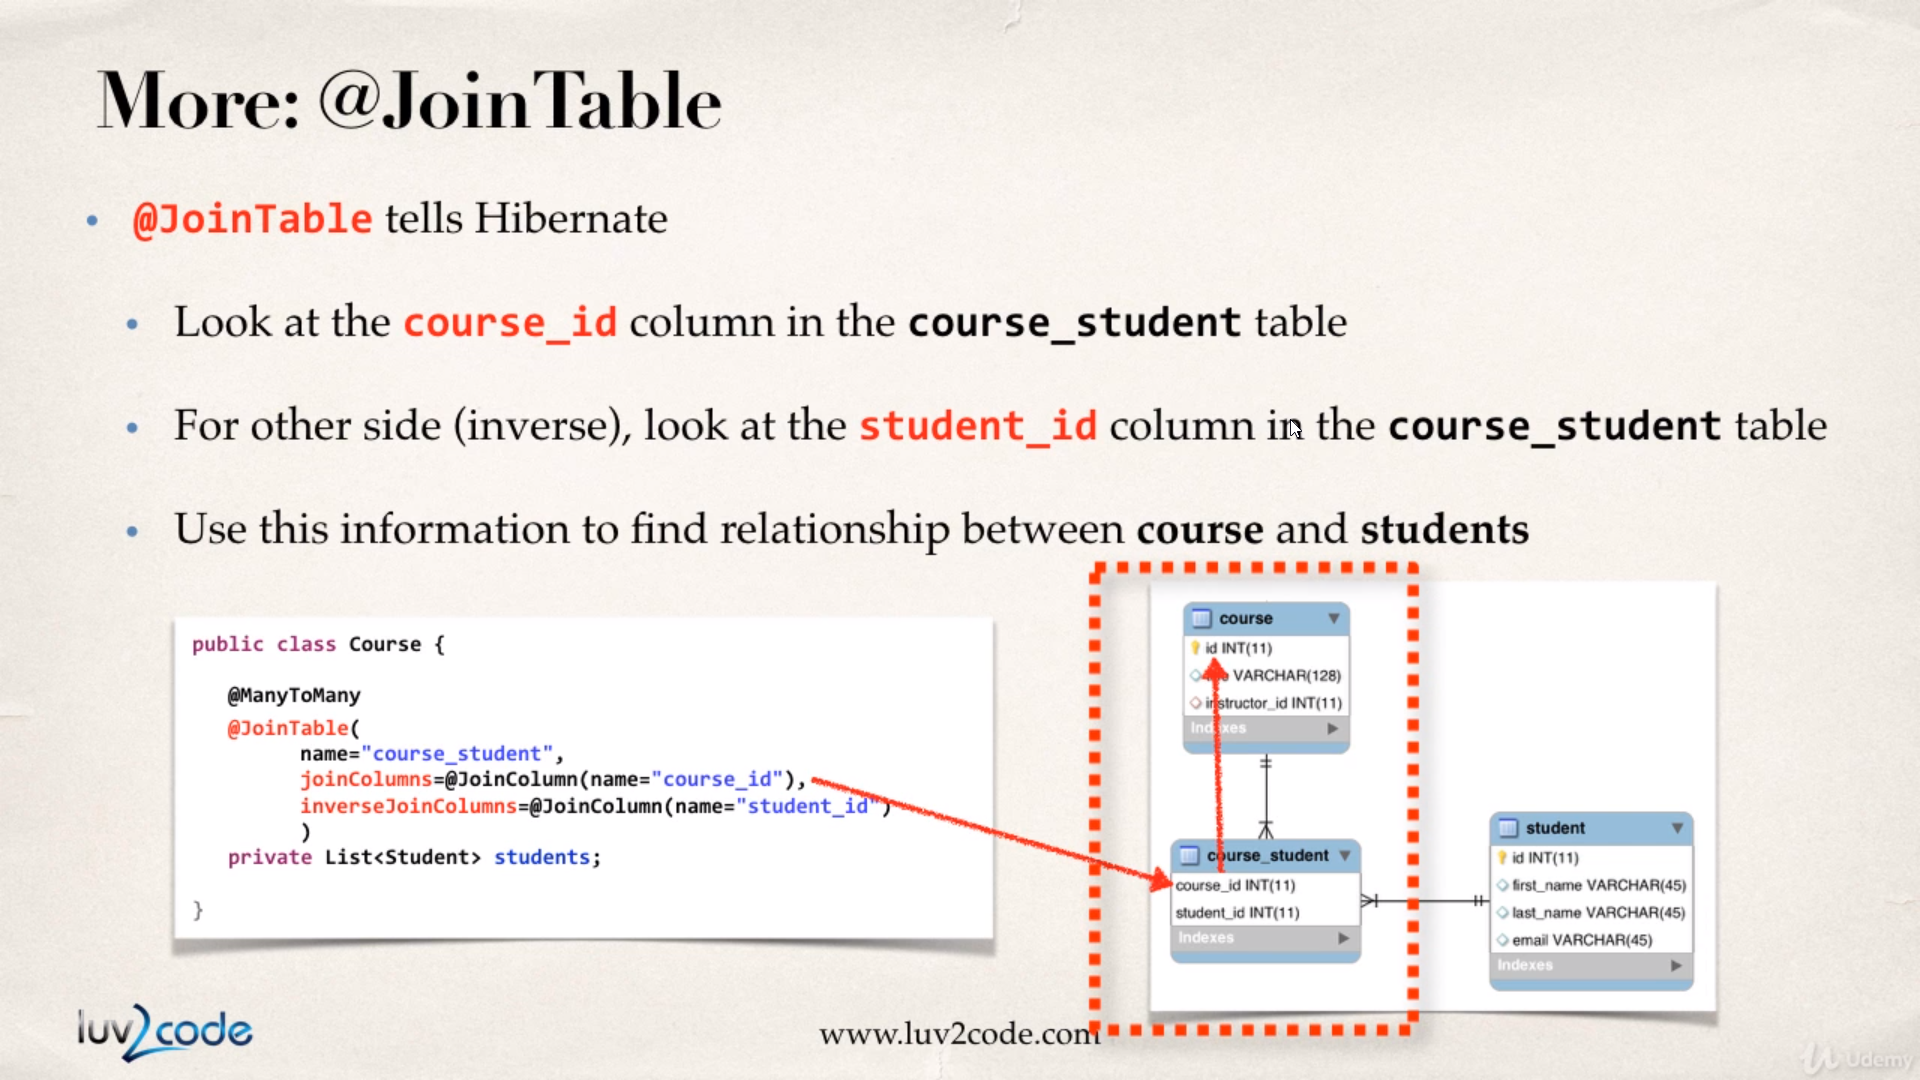 More: @JoinTable
@JoinTable tells Hibernate
Look at the course_id column in the course_student table
For other side (inverse), look at the student_id column in the course_student table
Use this information to find relationship between course and students
public class Course {
@ManyToMany
@JoinTable(
name="course_student",
joinColumns=@JoinColumn(name="course_id"),
inverseJoinColumns=@JoinColumn(name="student_id")
)
private List<Student> students;
}
course
id INT(11)
VARCHAR(128)
instructor_id INT(11)
Indexes
course_student
course_id INT(11)
student_id INT(11)
Indexes
student
id INT(11)
first_name VARCHAR(45)
last_name VARCHAR(45)
email VARCHAR(45)
Indexes
luv2code
www.luv2code.com
Udemy